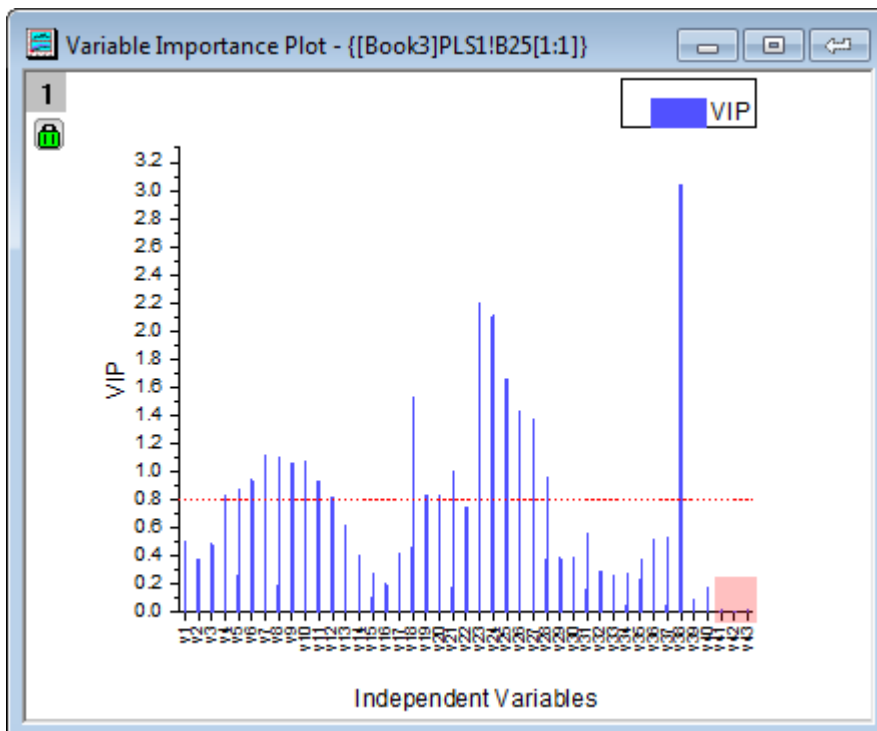 Variable Importance Plot - {[Book3]PLS1!B25[1:1]}
1
VIP
3.2
3.0
2.8
2.6
2.4
2.2
2.0
1.8
1.6
1.4
1.2
1.0
0.8
0.6
0.4
0.2
0.0
VIP
v1
v2
v3
v4
v5
v6
v7
v8
v9
v10
v11
v12
v13
v14
v15
v16
v17
v18
v19
v20
v21
v22
v23
v24
v25
v26
v27
v28
v29
v30
v31
v32
v33
v34
v35
v36
v37
v38
v39
v40
v41
v42
v43
Independent Variables